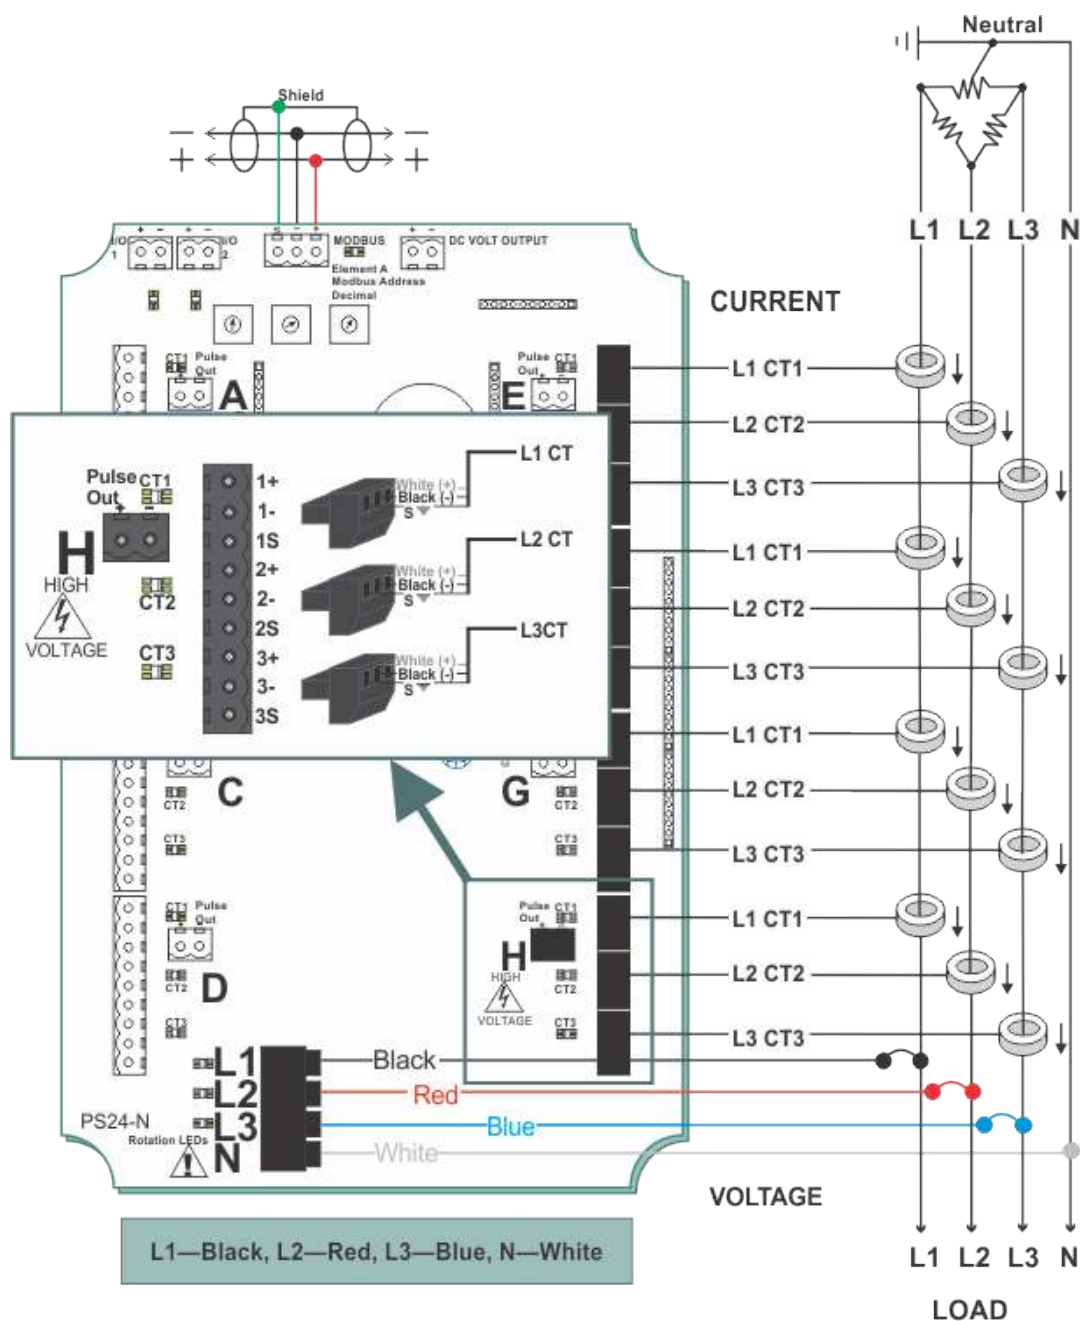 Neutral
Shield
L1 L2 L3 N
I/O
1
+ -
+ -
I/O
2
S - +
MODBUS
+ -
DC VOLT OUTPUT
Element A
Modbus Address
Decimal
CURRENT
CT1
Pulse
Out
A
Pulse
Out
CT1
E
L1 CT1
L2 CT2
L3 CT3
L1 CT1
L2 CT2
L3 CT3
L1 CT1
L2 CT2
L3 CT3
L1 CT1
L2 CT2
L3 CT3
Pulse
Out
+ -
CT1
H
HIGH
VOLTAGE
CT2
CT3
1+
1-
1S
2+
2-
2S
3+
3-
3S
L1 CT
White (+)
Black (-)
S
L2 CT
White (+)
Black (-)
S
L3CT
White (+)
Black (-)
S
C
CT2
CT3
G
CT2
CT3
CT1
Pulse
Out
CT2
D
CT3
Pulse
Out
CT1
H
HIGH
VOLTAGE
CT2
CT3
L1
Black
L2
Red
L3
Blue
N
White
PS24-N
Rotation LEDs
VOLTAGE
L1—Black, L2—Red, L3—Blue, N—White
L1 L2 L3 N
LOAD